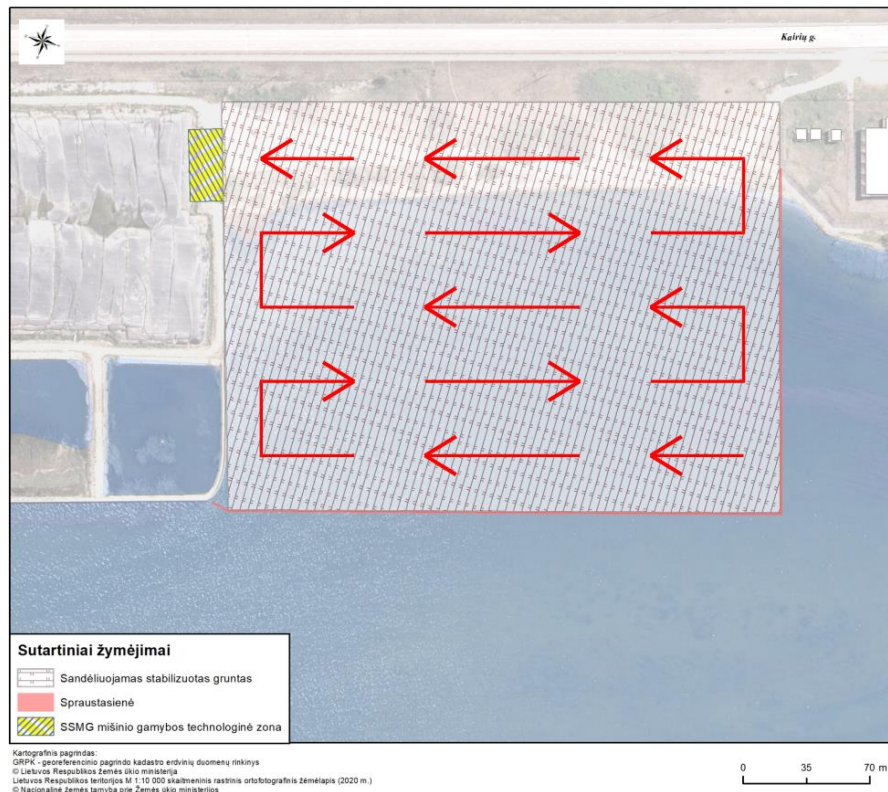 Kairių g.
Sutartiniai žymėjimai
Sandėliuojamas stabilizuotas gruntas
Spraustasienė
SSMG mišinio gamybos technologinė zona
Kartografinis pagrindas:
GRPK - georeferencinio pagrindo kadastro erdvinių duomenų rinkinys
© Lietuvos Respublikos žemės ūkio ministerija
Lietuvos Respublikos teritorijos M 1:10 000 skaitmeninis rastrinis ortofotografinis žėmėlapis (2020 m.)
© Nacionalinė žemės tarnyba prie Žemės ūkio ministerijos
0 35 70 m